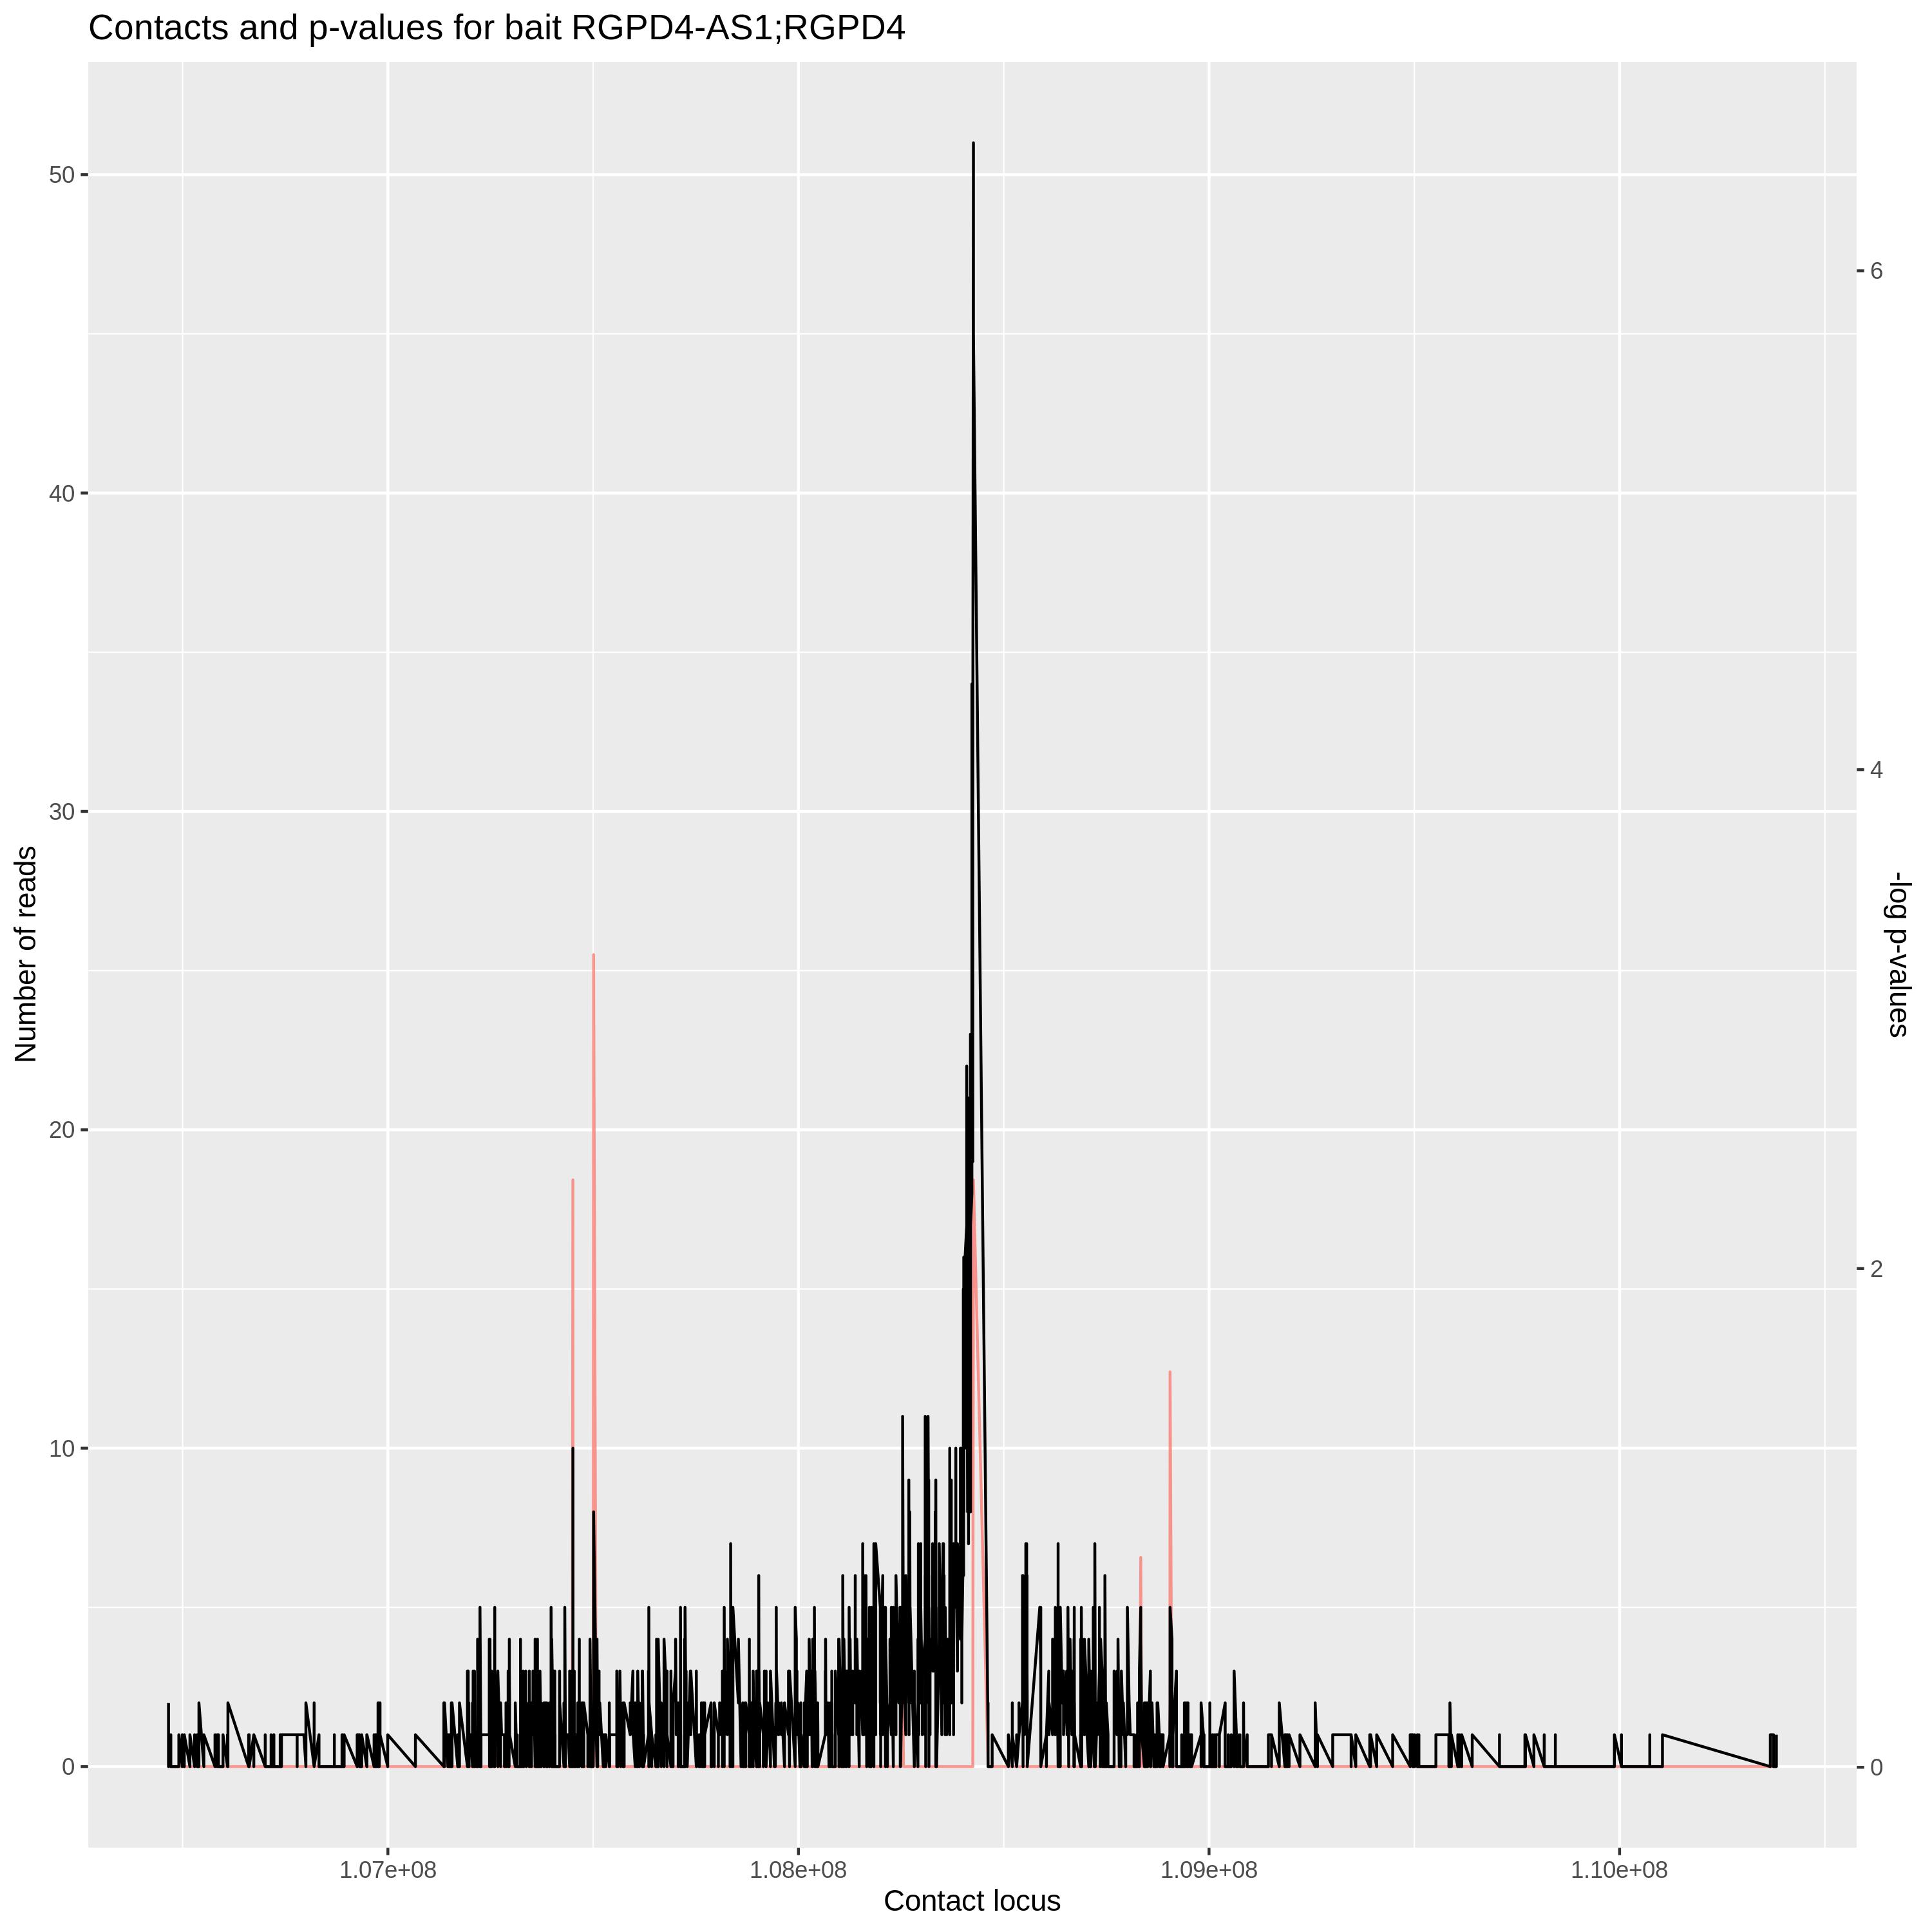 Contacts and p-values for bait RGPD4-AS1;RGPD4
50
40
30
20
10
0
Number of reads
6
4
2
0
-log p-values
1.07e+08
1.08e+08
1.09e+08
1.10e+08
Contact locus